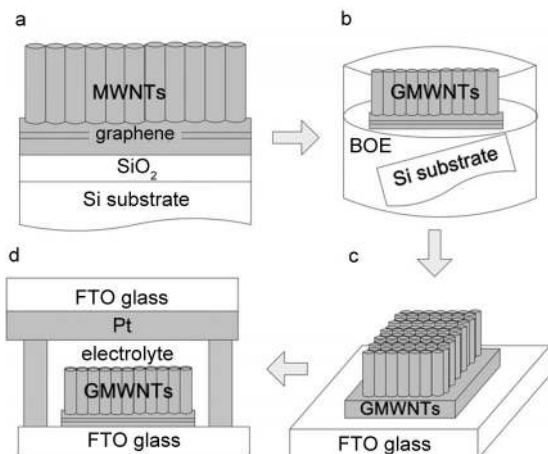 a
MWNTs
graphene
SiO₂
Si substrate
b
GMWNTs
BOE
Si substrate
d
FTO glass
Pt
electrolyte
GMWNTs
FTO glass
c
GMWNTs
FTO glass